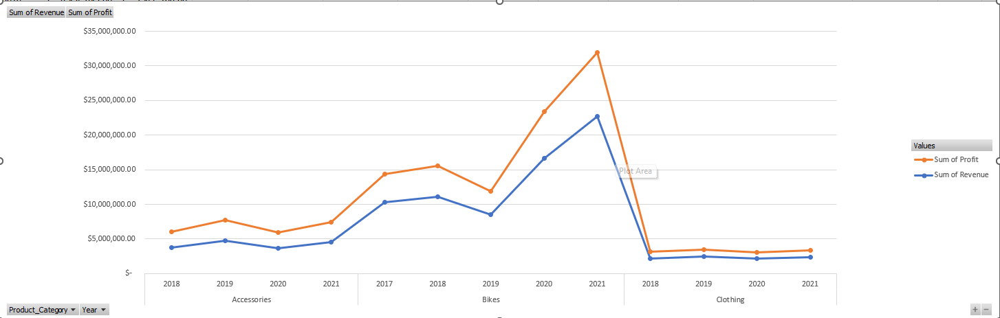 Sum of Revenue Sum of Profit
$35,000,000.00
$30,000,000.00
$25,000,000.00
$20,000,000.00
$15,000,000.00
$10,000,000.00
$5,000,000.00
$-
Plot Area
Values
Sum of Profit
Sum of Revenue
2018 2019 2020 2021 2017 2018 2019 2020 2021 2018 2019 2020 2021
Accessories Bikes Clothing
Product_Category Year
+ -